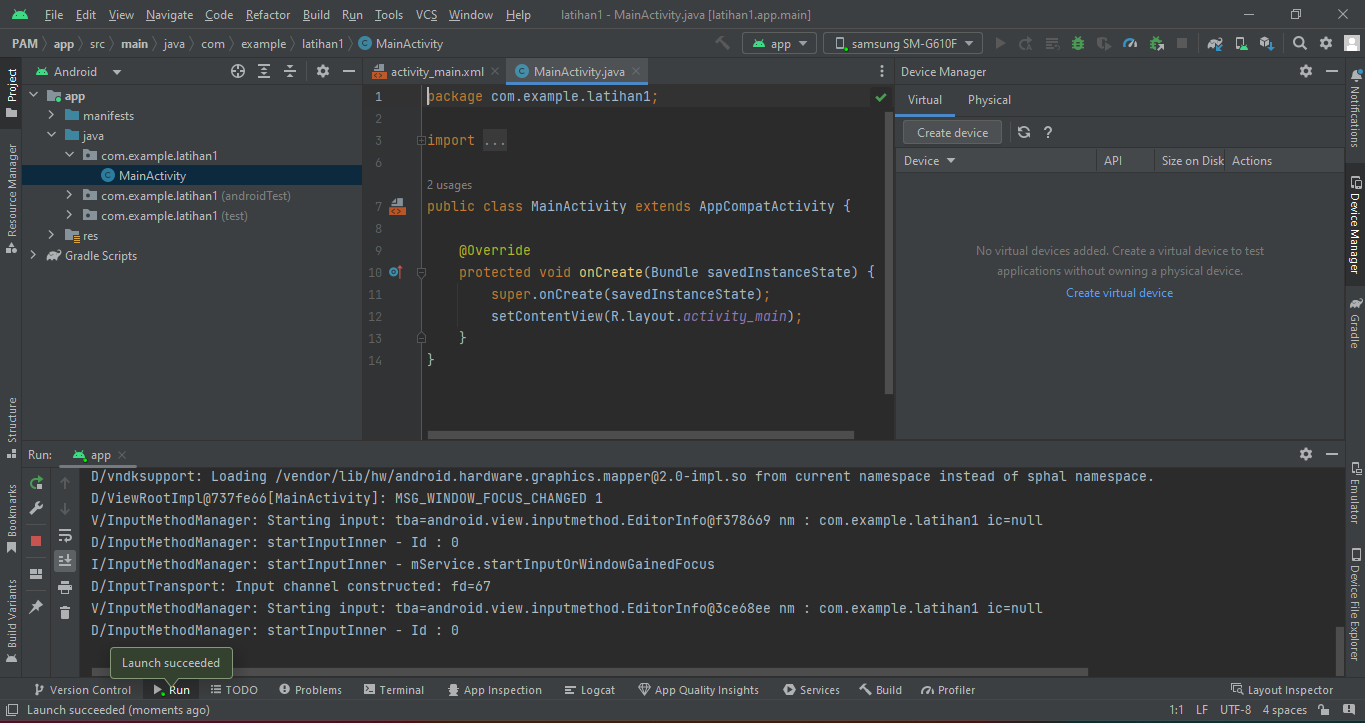 File Edit View Navigate Code Refactor Build Run Tools VCS Window Help latihan1 - MainActivity.java [latihan1.app.main]
PAM app src main java com example latihan1 MainActivity app samsung SM-G610F
Project
Resource Manager
Structure
Bookmarks
Build Variants
Android
app
manifests
java
com.example.latihan1
MainActivity
com.example.latihan1 (androidTest)
com.example.latihan1 (test)
res
Gradle Scripts
activity_main.xml MainActivity.java
1 package com.example.latihan1;
2
3 import ...
6
2 usages
7 public class MainActivity extends AppCompatActivity {
8
9 @Override
10 protected void onCreate(Bundle savedInstanceState) {
11 super.onCreate(savedInstanceState);
12 setContentView(R.layout.activity_main);
13 }
14 }
Device Manager
Virtual Physical
Create device ?
Device API Size on Disk Actions
No virtual devices added. Create a virtual device to test
applications without owning a physical device.
Create virtual device
Notifications
Device Manager
Gradle
Emulator
Device File Explorer
Run: app
D/vndksupport: Loading /vendor/lib/hw/android.hardware.graphics.mapper@2.0-impl.so from current namespace instead of sphal namespace.
D/ViewRootImpl@737fe66[MainActivity]: MSG_WINDOW_FOCUS_CHANGED 1
V/InputMethodManager: Starting input: tba=android.view.inputmethod.EditorInfo@f378669 nm : com.example.latihan1 ic=null
D/InputMethodManager: startInputInner - Id : 0
I/InputMethodManager: startInputInner - mService.startInputOrWindowGainedFocus
D/InputTransport: Input channel constructed: fd=67
V/InputMethodManager: Starting input: tba=android.view.inputmethod.EditorInfo@3ce68ee nm : com.example.latihan1 ic=null
D/InputMethodManager: startInputInner - Id : 0
Launch succeeded
Version Control Run TODO Problems Terminal App Inspection Logcat App Quality Insights Services Build Profiler Layout Inspector
Launch succeeded (moments ago) 1:1 LF UTF-8 4 spaces